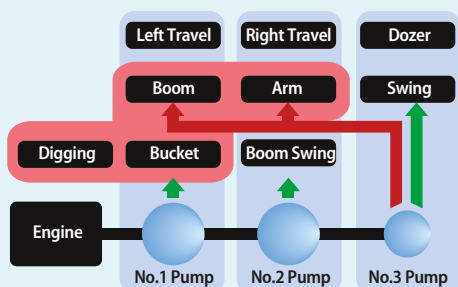 Left Travel
Right Travel
Dozer
Boom
Arm
Swing
Digging
Bucket
Boom Swing
Engine
No.1 Pump
No.2 Pump
No.3 Pump